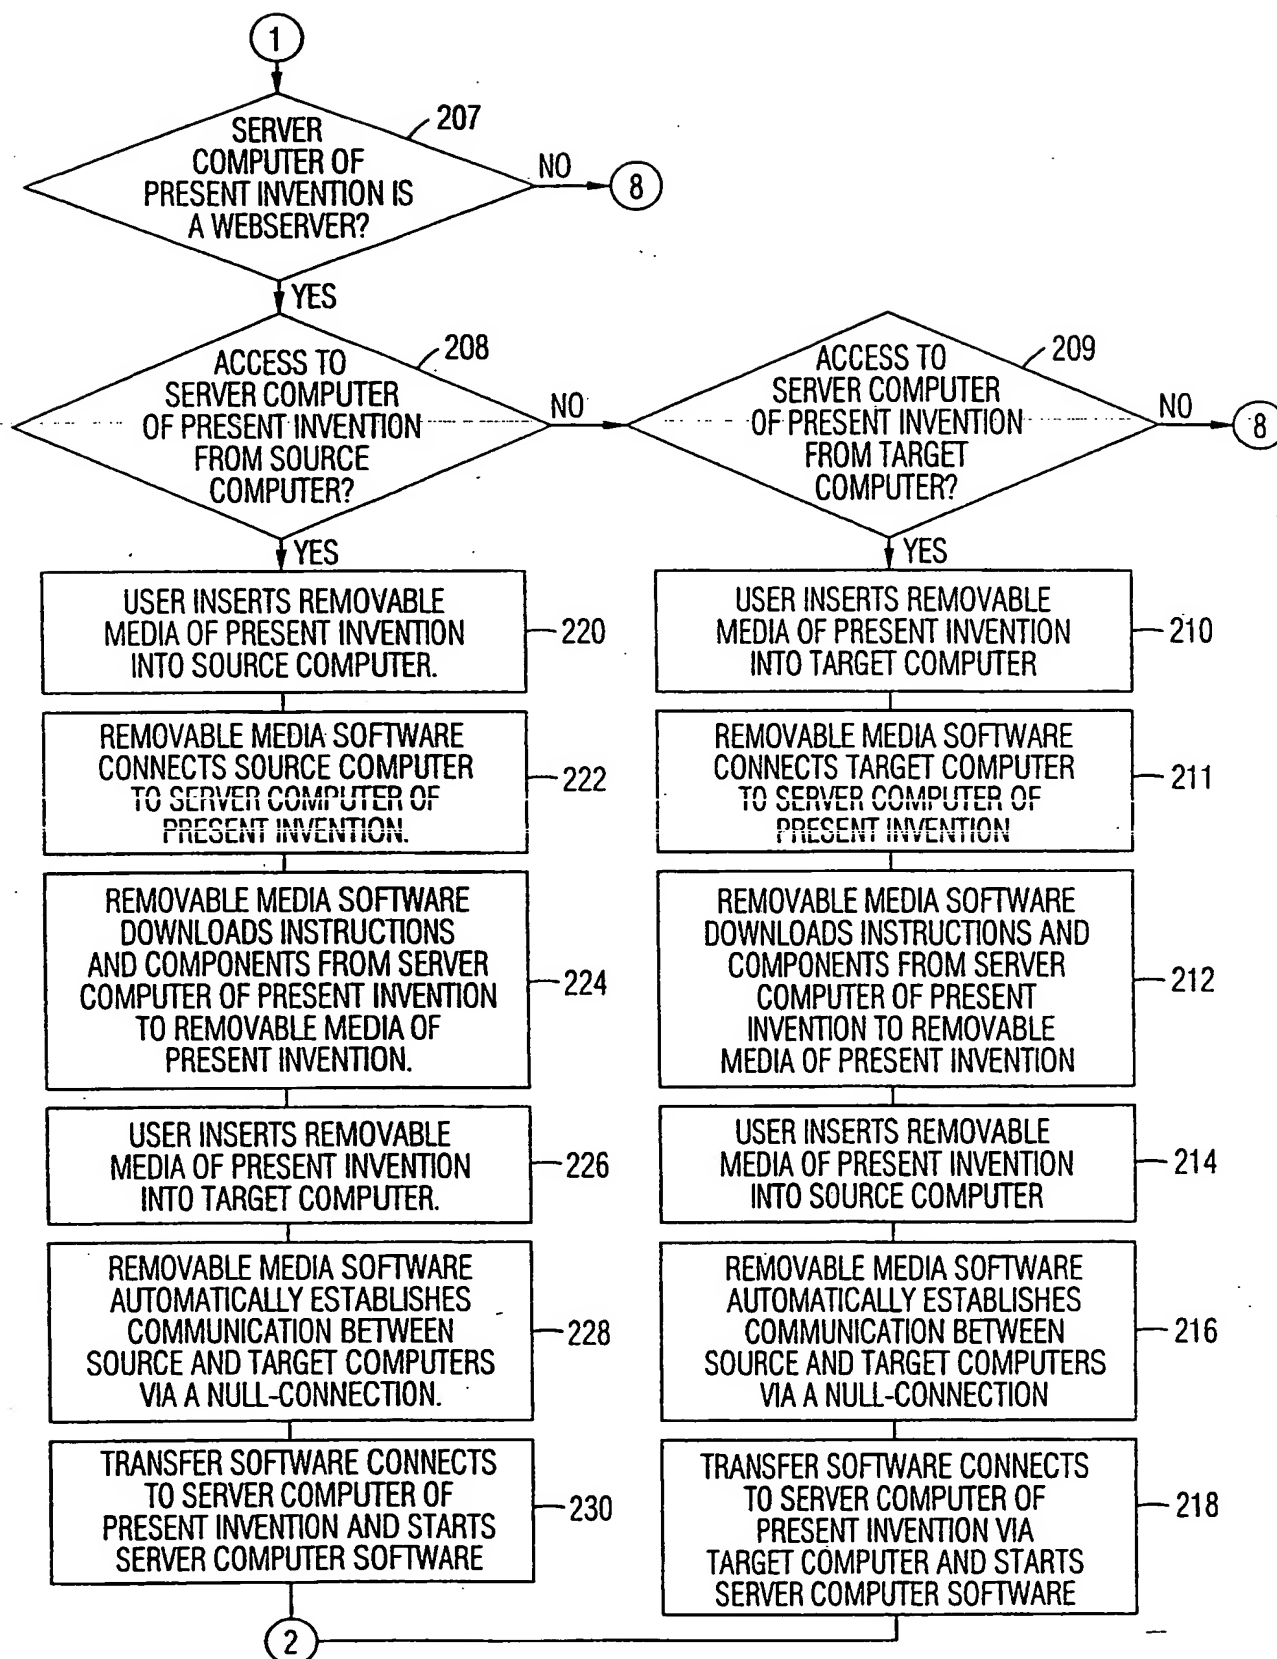 1
SERVER
COMPUTER OF
PRESENT INVENTION IS
A WEBSERVER?
207
NO
8
YES
ACCESS TO
SERVER COMPUTER
OF PRESENT INVENTION
FROM SOURCE
COMPUTER?
208
NO
ACCESS TO
SERVER COMPUTER
OF PRESENT INVENTION
FROM TARGET
COMPUTER?
209
NO
8
YES
YES
USER INSERTS REMOVABLE
MEDIA OF PRESENT INVENTION
INTO SOURCE COMPUTER.
220
REMOVABLE MEDIA SOFTWARE
CONNECTS SOURCE COMPUTER
TO SERVER COMPUTER OF
PRESENT INVENTION.
222
REMOVABLE MEDIA SOFTWARE
DOWNLOADS INSTRUCTIONS
AND COMPONENTS FROM SERVER
COMPUTER OF PRESENT INVENTION
TO REMOVABLE MEDIA OF
PRESENT INVENTION.
224
USER INSERTS REMOVABLE
MEDIA OF PRESENT INVENTION
INTO TARGET COMPUTER.
226
REMOVABLE MEDIA SOFTWARE
AUTOMATICALLY ESTABLISHES
COMMUNICATION BETWEEN
SOURCE AND TARGET COMPUTERS
VIA A NULL-CONNECTION.
228
TRANSFER SOFTWARE CONNECTS
TO SERVER COMPUTER OF
PRESENT INVENTION AND STARTS
SERVER COMPUTER SOFTWARE
230
USER INSERTS REMOVABLE
MEDIA OF PRESENT INVENTION
INTO TARGET COMPUTER
210
REMOVABLE MEDIA SOFTWARE
CONNECTS TARGET COMPUTER
TO SERVER COMPUTER OF
PRESENT INVENTION
211
REMOVABLE MEDIA SOFTWARE
DOWNLOADS INSTRUCTIONS AND
COMPONENTS FROM SERVER
COMPUTER OF PRESENT
INVENTION TO REMOVABLE
MEDIA OF PRESENT INVENTION
212
USER INSERTS REMOVABLE
MEDIA OF PRESENT INVENTION
INTO SOURCE COMPUTER
214
REMOVABLE MEDIA SOFTWARE
AUTOMATICALLY ESTABLISHES
COMMUNICATION BETWEEN
SOURCE AND TARGET COMPUTERS
VIA A NULL-CONNECTION
216
TRANSFER SOFTWARE CONNECTS
TO SERVER COMPUTER OF
PRESENT INVENTION VIA
TARGET COMPUTER AND STARTS
SERVER COMPUTER SOFTWARE
218
2